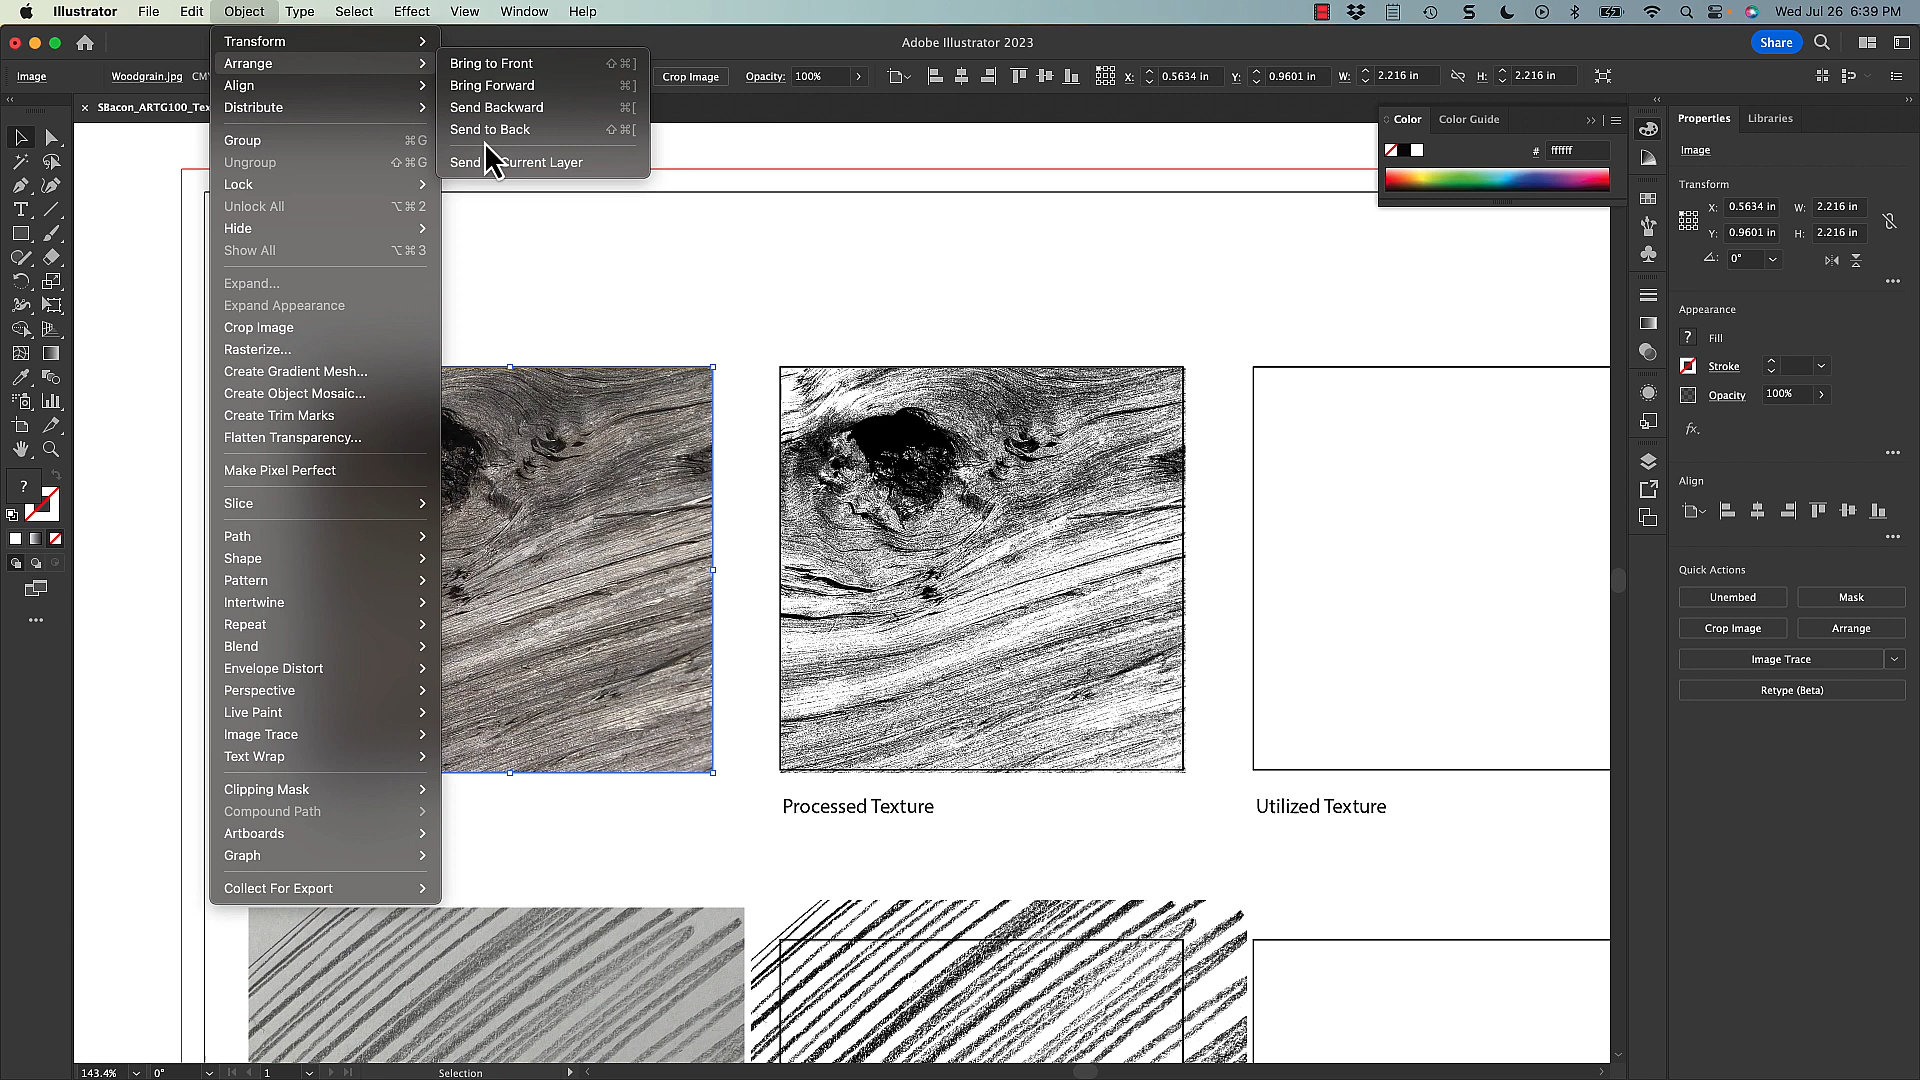 Illustrator File Edit Object Type Select Effect View Window Help Wed Jul 26 6:39 PM
Adobe Illustrator 2023
Share
Image Woodgrain.jpg Crop Image Opacity: 100% X: 0.5634 in Y: 0.9601 in W: 2.216 in H: 2.216 in
× SBacon_ARTG100_Tex
Transform
Arrange
Align
Distribute
Group ⌘G
Ungroup ⇧⌘G
Lock
Unlock All ⌥⌘2
Hide
Show All ⌥⌘3
Expand...
Expand Appearance
Crop Image
Rasterize...
Create Gradient Mesh...
Create Object Mosaic...
Create Trim Marks
Flatten Transparency...
Make Pixel Perfect
Slice
Path
Shape
Pattern
Intertwine
Repeat
Blend
Envelope Distort
Perspective
Live Paint
Image Trace
Text Wrap
Clipping Mask
Compound Path
Artboards
Graph
Collect For Export
Bring to Front ⇧⌘]
Bring Forward ⌘]
Send Backward ⌘[
Send to Back ⇧⌘[
Send Current Layer
Color Color Guide
# ffffff
Properties Libraries
Image
Transform
X: 0.5634 in W: 2.216 in
Y: 0.9601 in H: 2.216 in
0°
Appearance
? Fill
Stroke
Opacity 100%
fx.
Align
Quick Actions
Unembed Mask
Crop Image Arrange
Image Trace
Retype (Beta)
?
Processed Texture
Utilized Texture
143.4% 0° 1 Selection